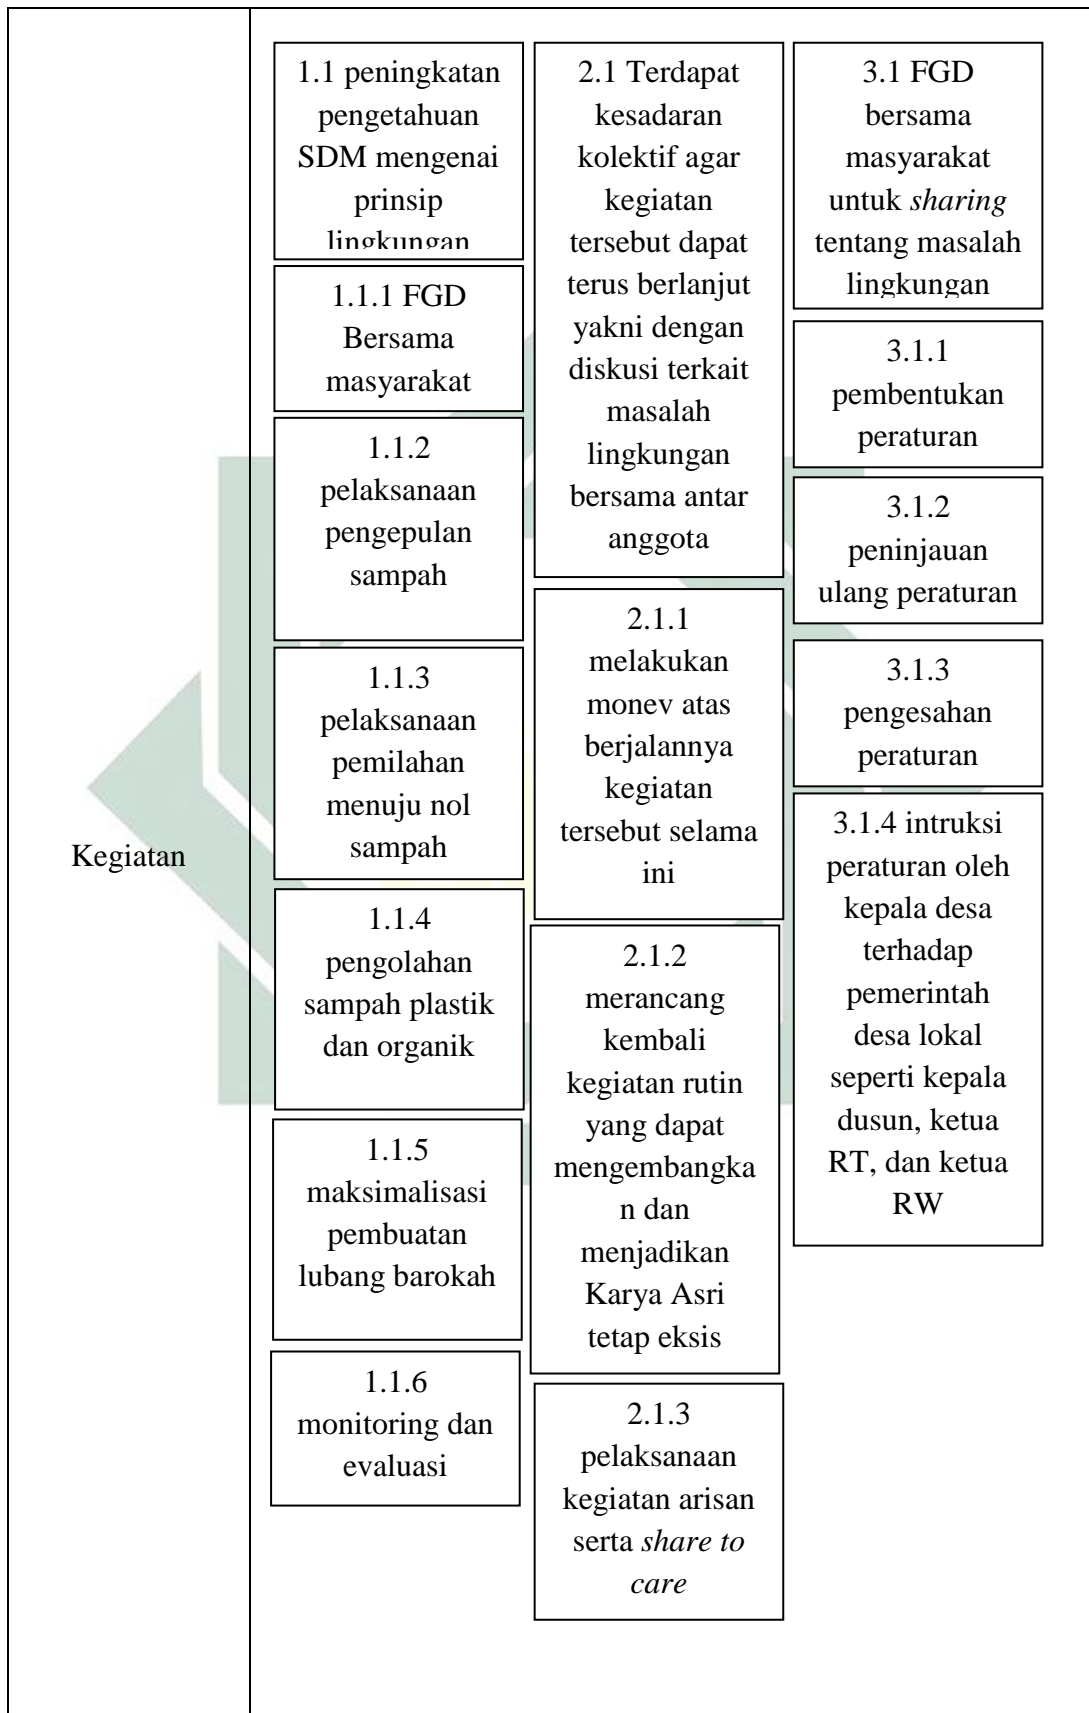 Kegiatan
1.1 peningkatan
pengetahuan
SDM mengenai
prinsip
lingkungan
1.1.1 FGD
Bersama
masyarakat
1.1.2
pelaksanaan
pengepulan
sampah
1.1.3
pelaksanaan
pemilahan
menuju nol
sampah
1.1.4
pengolahan
sampah plastik
dan organik
1.1.5
maksimalisasi
pembuatan
lubang barokah
1.1.6
monitoring dan
evaluasi
2.1 Terdapat
kesadaran
kolektif agar
kegiatan
tersebut dapat
terus berlanjut
yakni dengan
diskusi terkait
masalah
lingkungan
bersama antar
anggota
2.1.1
melakukan
monev atas
berjalannya
kegiatan
tersebut selama
ini
2.1.2
merancang
kembali
kegiatan rutin
yang dapat
mengembangka
n dan
menjadikan
Karya Asri
tetap eksis
2.1.3
pelaksanaan
kegiatan arisan
serta share to
care
3.1 FGD
bersama
masyarakat
untuk sharing
tentang masalah
lingkungan
3.1.1
pembentukan
peraturan
3.1.2
peninjauan
ulang peraturan
3.1.3
pengesahan
peraturan
3.1.4 intruksi
peraturan oleh
kepala desa
terhadap
pemerintah
desa lokal
seperti kepala
dusun, ketua
RT, dan ketua
RW